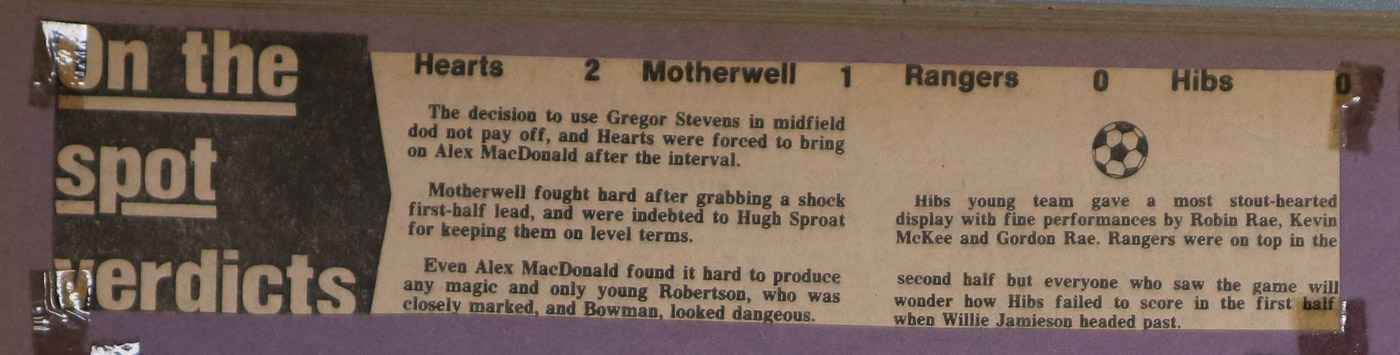 On the
spot
verdicts
Hearts 2 Motherwell 1
The decision to use Gregor Stevens in midfield
dod not pay off, and Hearts were forced to bring
on Alex MacDonald after the interval.
Motherwell fought hard after grabbing a shock
first-half lead, and were indebted to Hugh Sproat
for keeping them on level terms.
Even Alex MacDonald found it hard to produce
any magic and only young Robertson, who was
closely marked, and Bowman, looked dangeous.
Rangers 0 Hibs 0
Hibs young team gave a most stout-hearted
display with fine performances by Robin Rae, Kevin
McKee and Gordon Rae. Rangers were on top in the
second half but everyone who saw the game will
wonder how Hibs failed to score in the first half
when Willie Jamieson headed past.